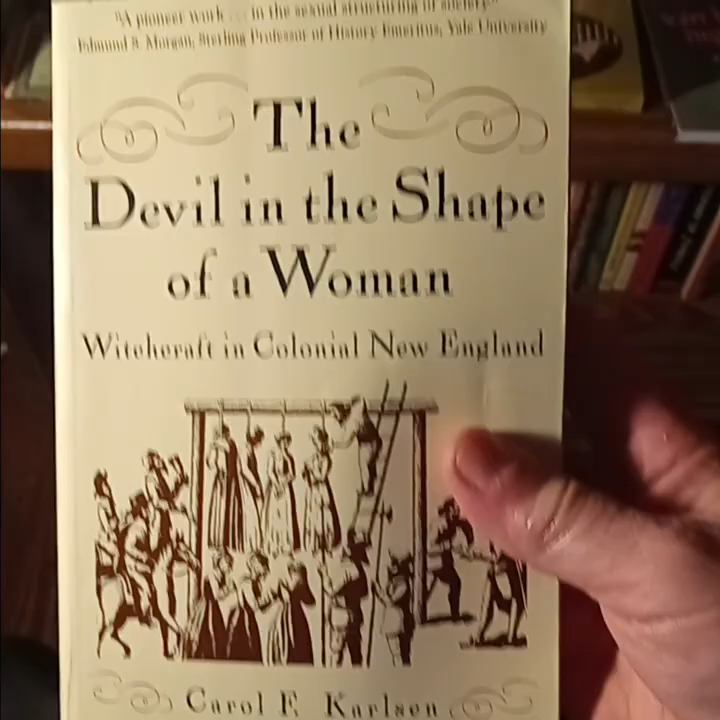 "A pioneer work . . . in the sexual structuring of society"
Edmund S. Morgan, Sterling Professor of History Emeritus, Yale University
The
Devil in the Shape
of a Woman
Witchcraft in Colonial New England
Carol F. Karlsen